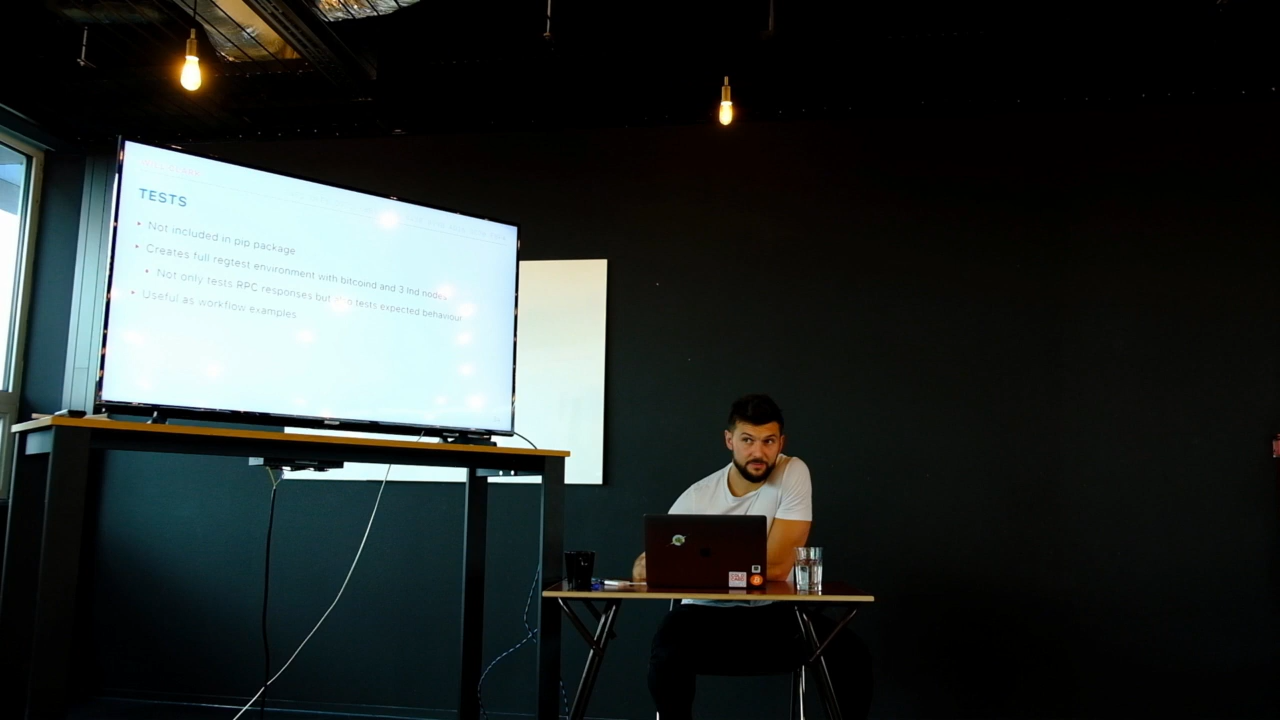 TESTS
Not included in pip package
Creates full regtest environment with bitcoind and 3 lnd nodes
Not only tests RPC responses but also tests expected behaviour
Useful as workflow examples